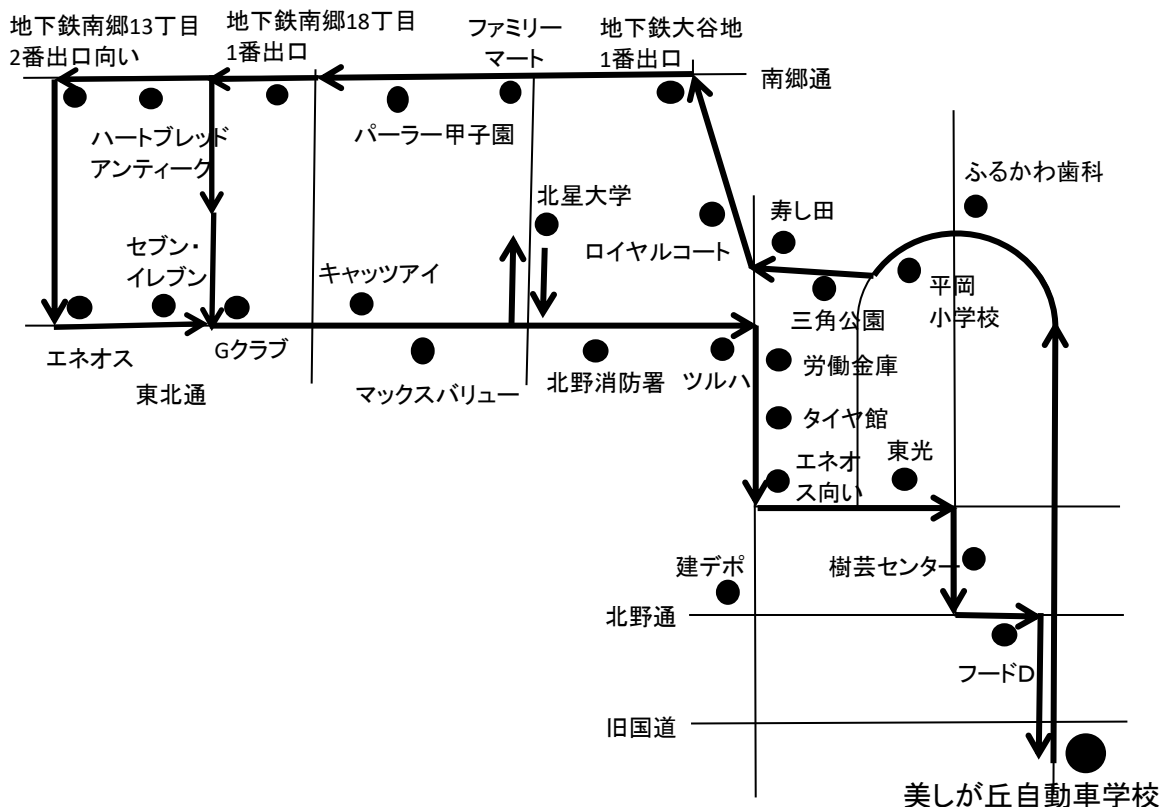 地下鉄南郷13丁目
2番出口向い
地下鉄南郷18丁目
1番出口
ファミリー
マート
地下鉄大谷地
1番出口
南郷通
ハートブレッド
アンティーク
パーラー甲子園
ふるかわ歯科
北星大学
寿し田
セブン・
イレブン
キャッツアイ
ロイヤルコート
平岡
小学校
三角公園
エネオス
Gクラブ
東北通
マックスバリュー
北野消防署
ツルハ
労働金庫
タイヤ館
エネオ
ス向い
東光
建デポ
樹芸センター
北野通
フードD
旧国道
美しが丘自動車学校